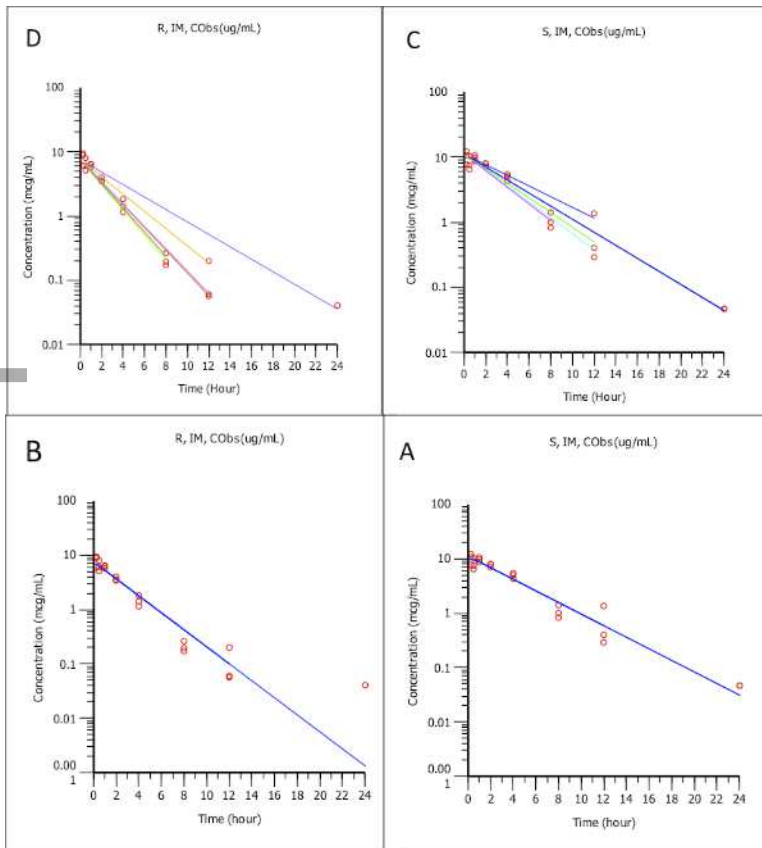 D
R, IM, CObs(ug/mL)
100
10
1
0.1
0.01
Concentration (mcg/mL)
0 2 4 6 8 10 12 14 16 18 20 22 24
Time (Hour)
C
S, IM, CObs(ug/mL)
100
10
1
0.1
0.01
Concentration (mcg/mL)
0 2 4 6 8 10 12 14 16 18 20 22 24
Time (Hour)
B
R, IM, CObs(ug/mL)
100
10
1
0.1
0.01
0.00
1
Concentration (mcg/mL)
0 2 4 6 8 10 12 14 16 18 20 22 24
Time (hour)
A
S, IM, CObs(ug/mL)
100
10
1
0.1
0.01
0.00
1
Concentration (mcg/mL)
0 2 4 6 8 10 12 14 16 18 20 22 24
Time (hour)